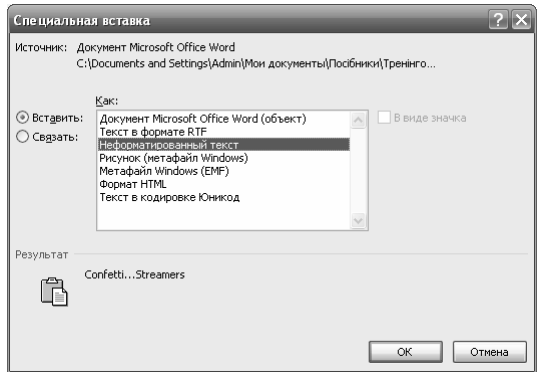 Специальная вставка
Источник: Документ Microsoft Office Word
C:\Documents and Settings\Admin\Мои документы\Посібники\Тренінго...
Как:
Вставить:
Связать:
Документ Microsoft Office Word (объект)
Текст в формате RTF
Неформатированный текст
Рисунок (метафайл Windows)
Метафайл Windows (EMF)
Формат HTML
Текст в кодировке Юникод
В виде значка
Результат
Confetti...Streamers
ОК
Отмена